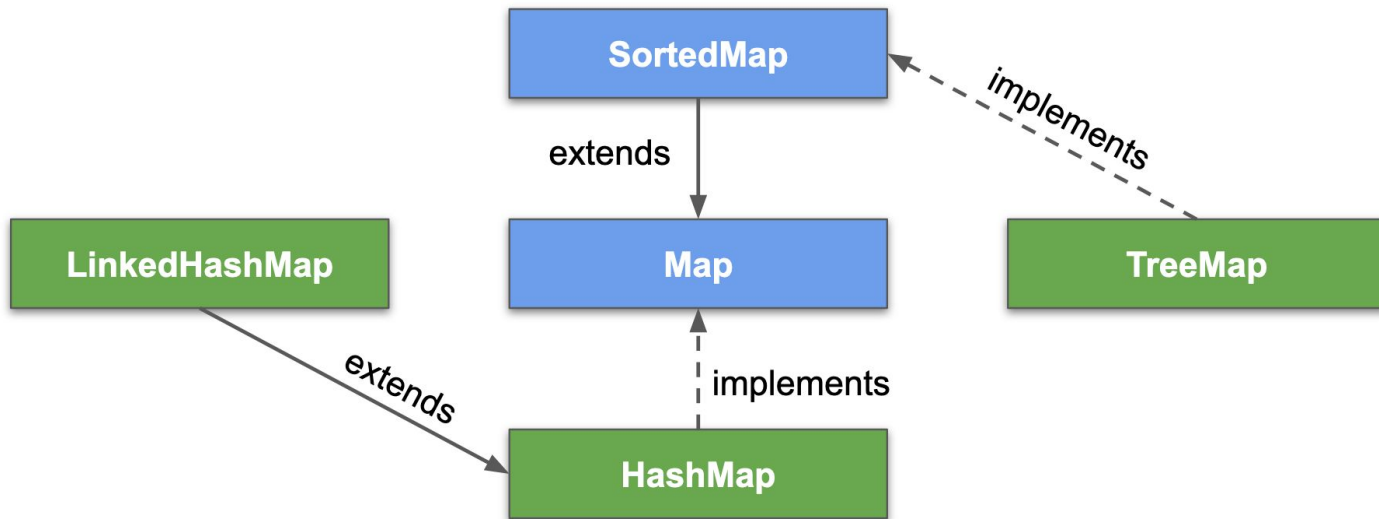 SortedMap
implements
extends
LinkedHashMap
Map
TreeMap
extends
implements
HashMap